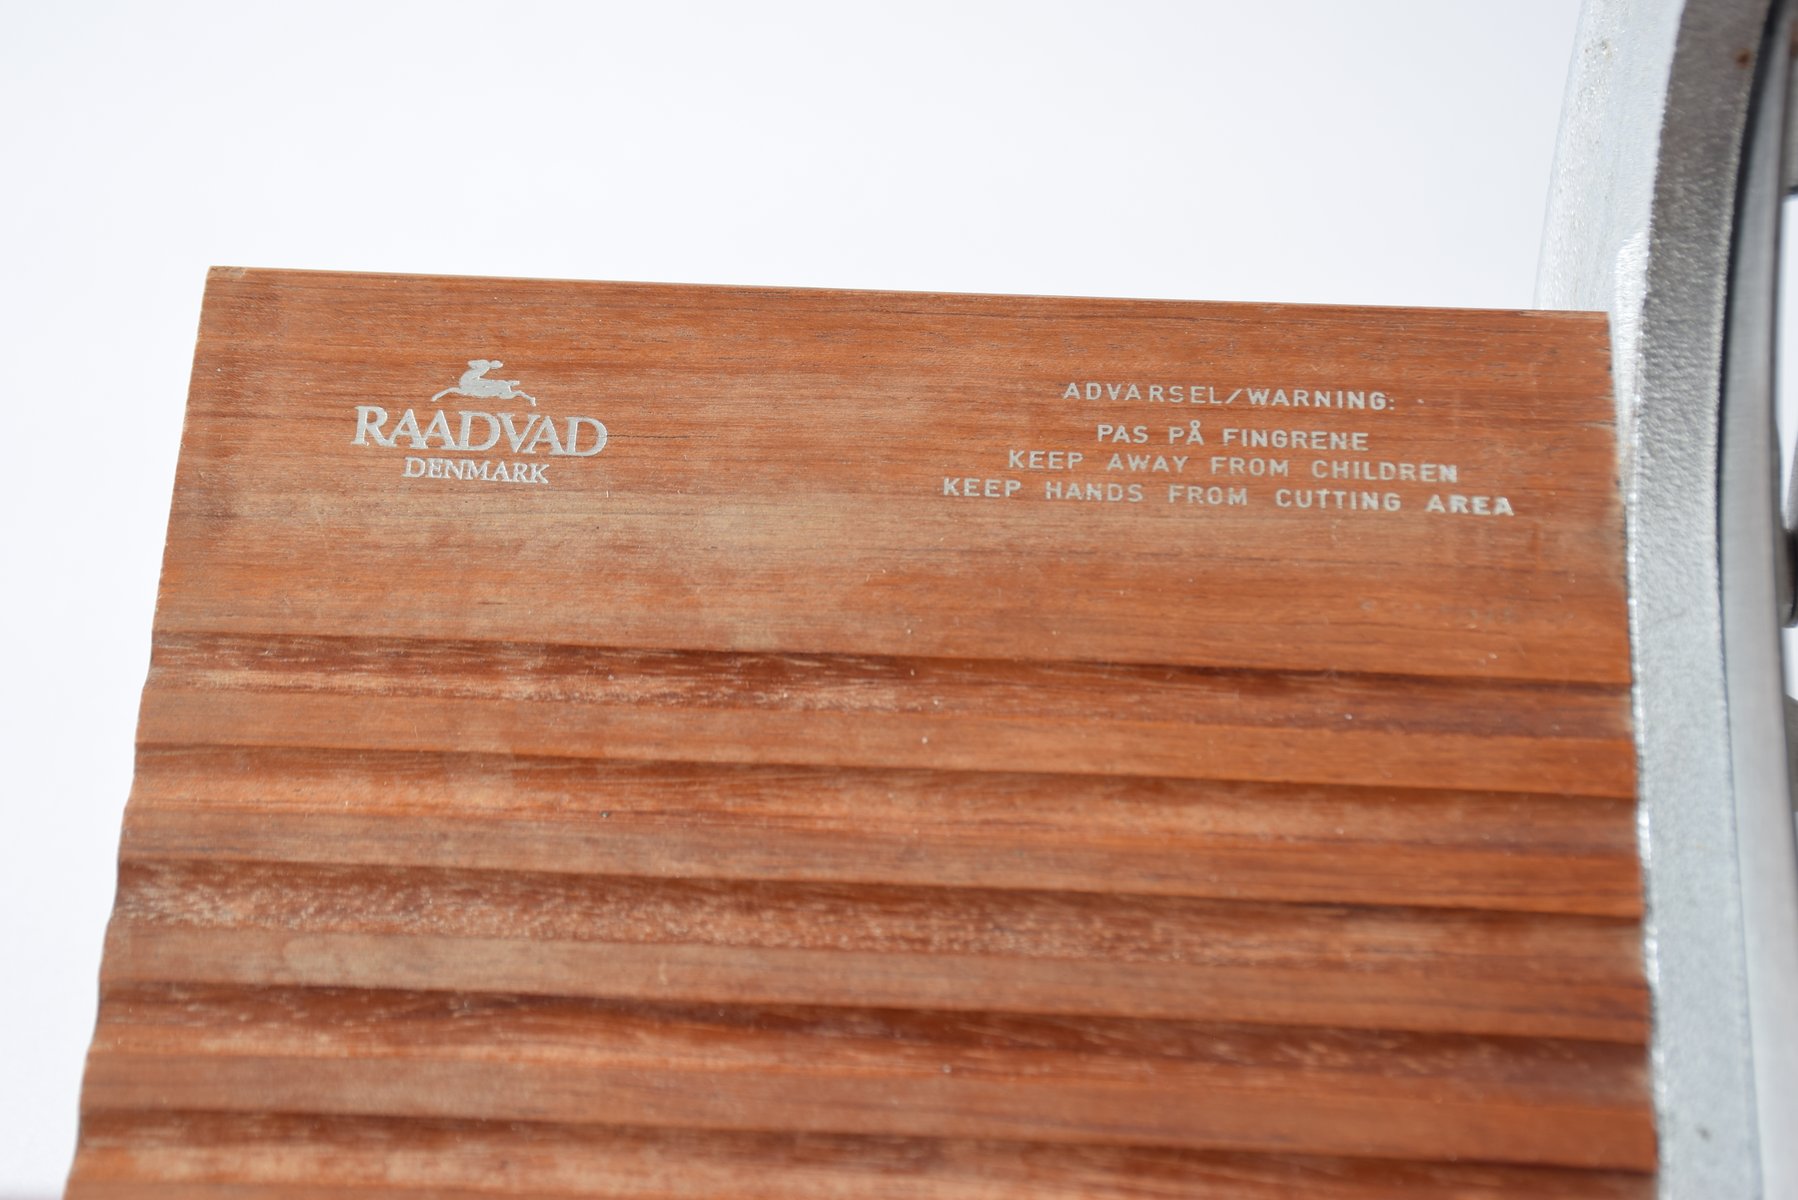 RAADVAD
DENMARK
ADVARSEL/WARNING:
PAS PÅ FINGRENE
KEEP AWAY FROM CHILDREN
KEEP HANDS FROM CUTTING AREA